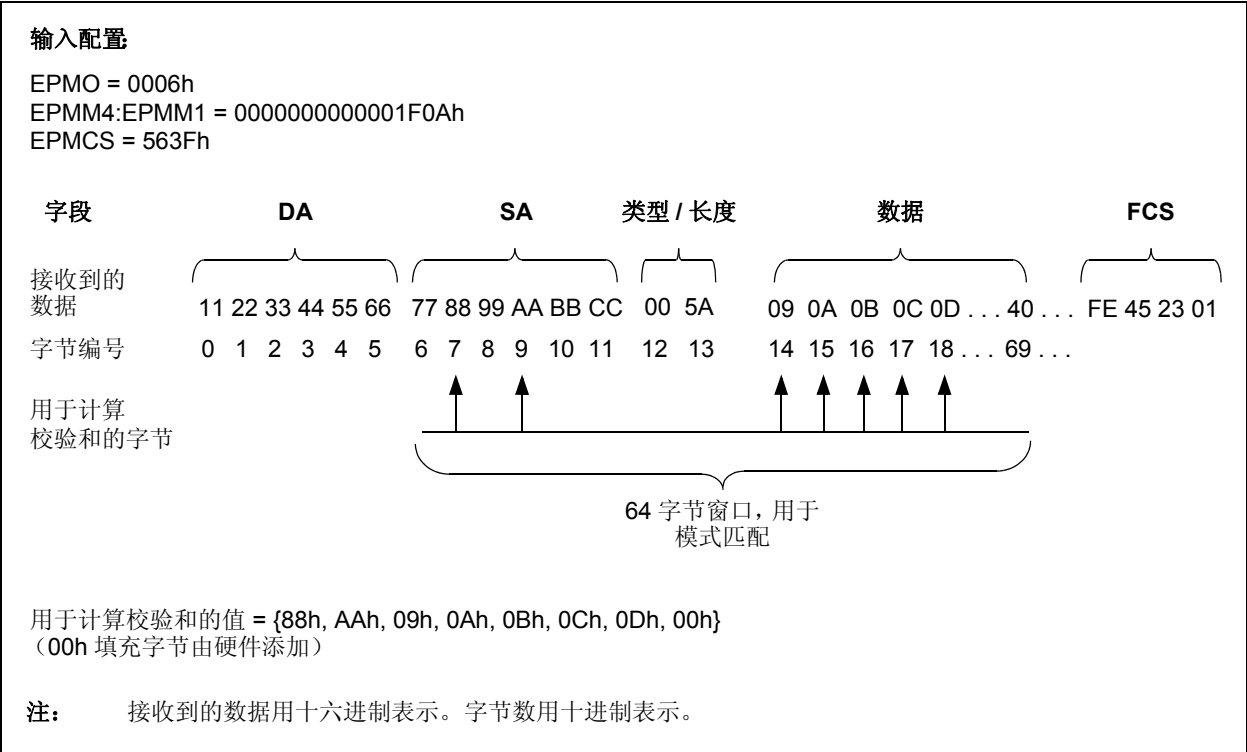 输入配置:
EPMO = 0006h
EPMM4:EPMM1 = 0000000000001F0Ah
EPMCS = 563Fh
字段 DA SA 类型 / 长度 数据 FCS
接收到的
数据 11 22 33 44 55 66 77 88 99 AA BB CC 00 5A 09 0A 0B 0C 0D . . . 40 . . . FE 45 23 01
字节编号 0 1 2 3 4 5 6 7 8 9 10 11 12 13 14 15 16 17 18 . . . 69 . . .
用于计算
校验和的字节
64 字节窗口，用于
模式匹配
用于计算校验和的值 = {88h, AAh, 09h, 0Ah, 0Bh, 0Ch, 0Dh, 00h}
（00h 填充字节由硬件添加）
注： 接收到的数据用十六进制表示。字节数用十进制表示。